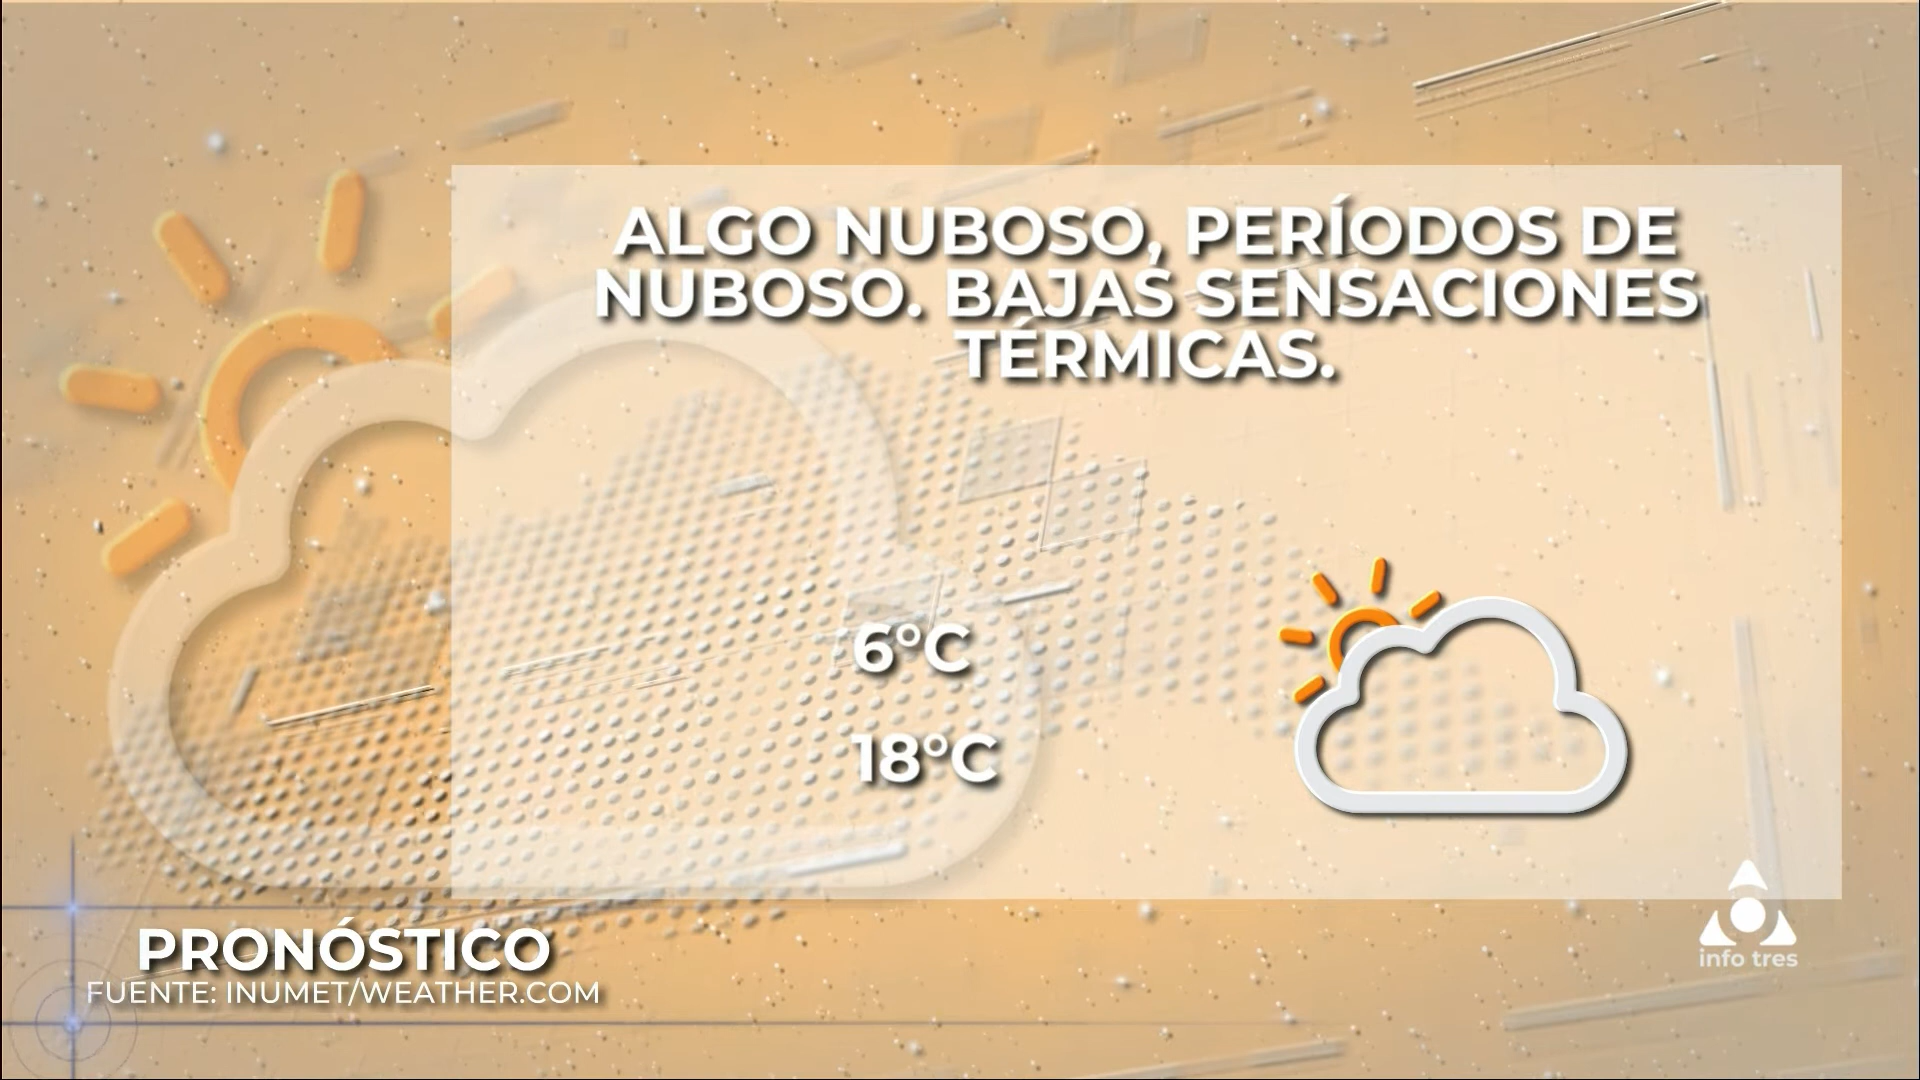 ALGO NUBOSO, PERÍODOS DE
NUBOSO. BAJAS SENSACIONES
TÉRMICAS.
6°C
18°C
PRONÓSTICO
FUENTE: INUMET/WEATHER.COM
info tres